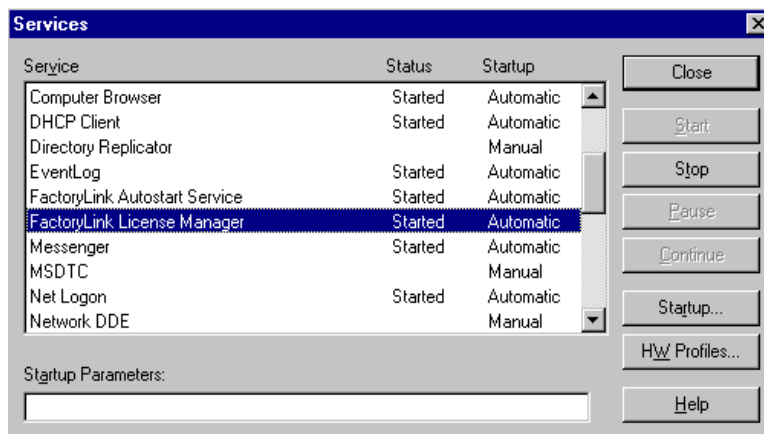 Services
Service Status Startup
Computer Browser Started Automatic
DHCP Client Started Automatic
Directory Replicator Manual
EventLog Started Automatic
FactoryLink Autostart Service Started Automatic
FactoryLink License Manager Started Automatic
Messenger Started Automatic
MSDTC Manual
Net Logon Started Automatic
Network DDE Manual
Startup Parameters:
Close
Start
Stop
Pause
Continue
Startup...
HW Profiles...
Help